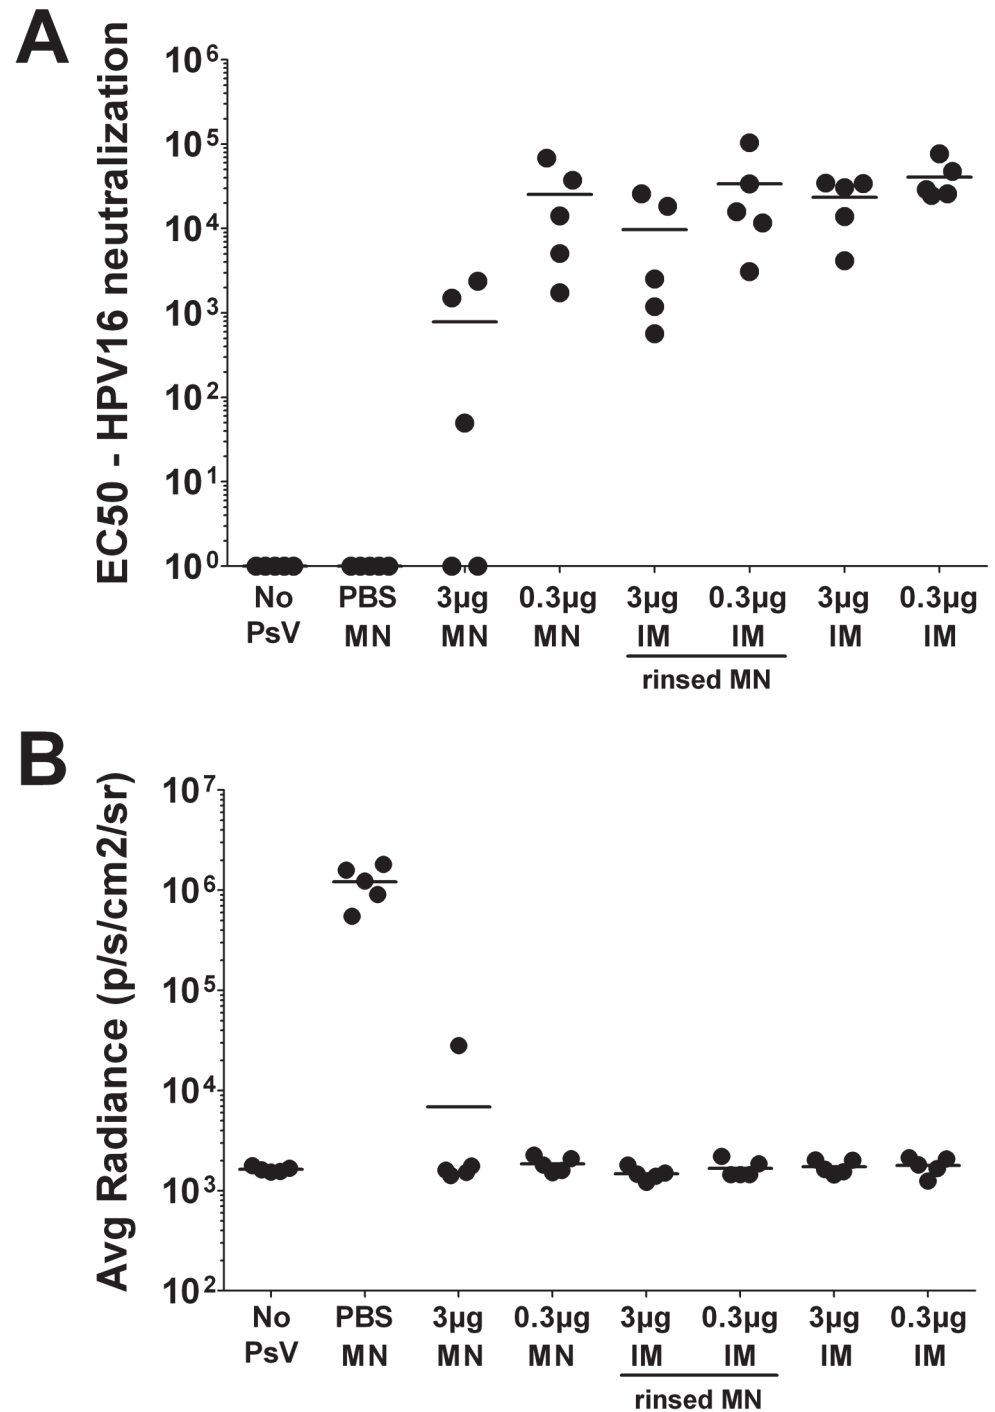 A
EC50 - HPV16 neutralization
10⁶
10⁵
10⁴
10³
10²
10¹
10⁰
No PBS 3µg 0.3µg 3µg 0.3µg 3µg 0.3µg
PsV MN MN MN IM IM IM IM
rinsed MN
B
Avg Radiance (p/s/cm2/sr)
10⁷
10⁶
10⁵
10⁴
10³
10²
No PBS 3µg 0.3µg 3µg 0.3µg 3µg 0.3µg
PsV MN MN MN IM IM IM IM
rinsed MN